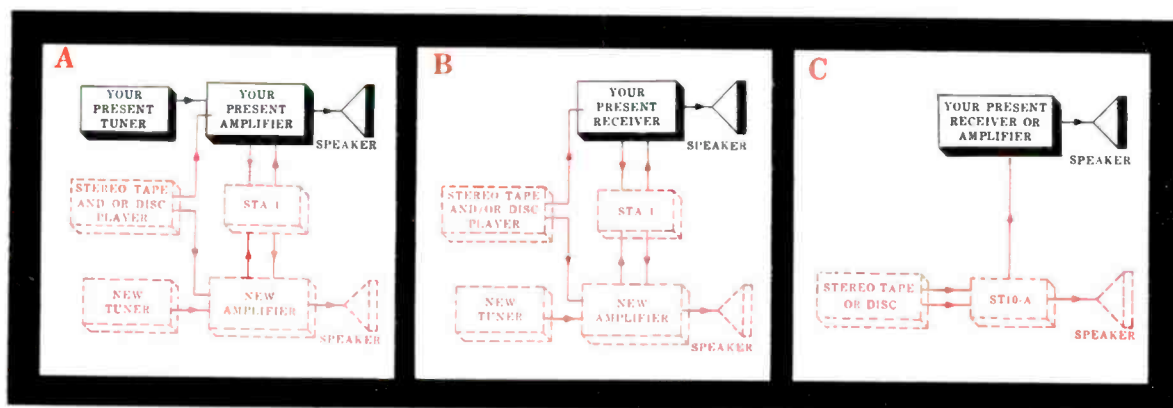 A
YOUR
PRESENT
TUNER
YOUR
PRESENT
AMPLIFIER
SPEAKER
STEREO TAPE
AND OR DISC
PLAYER
STA-1
NEW
TUNER
NEW
AMPLIFIER
SPEAKER
B
YOUR
PRESENT
RECEIVER
SPEAKER
STEREO TAPE
AND/OR DISC
PLAYER
STA-1
NEW
TUNER
NEW
AMPLIFIER
SPEAKER
C
YOUR PRESENT
RECEIVER OR
AMPLIFIER
SPEAKER
STEREO TAPE
OR DISC
ST10-A
SPEAKER